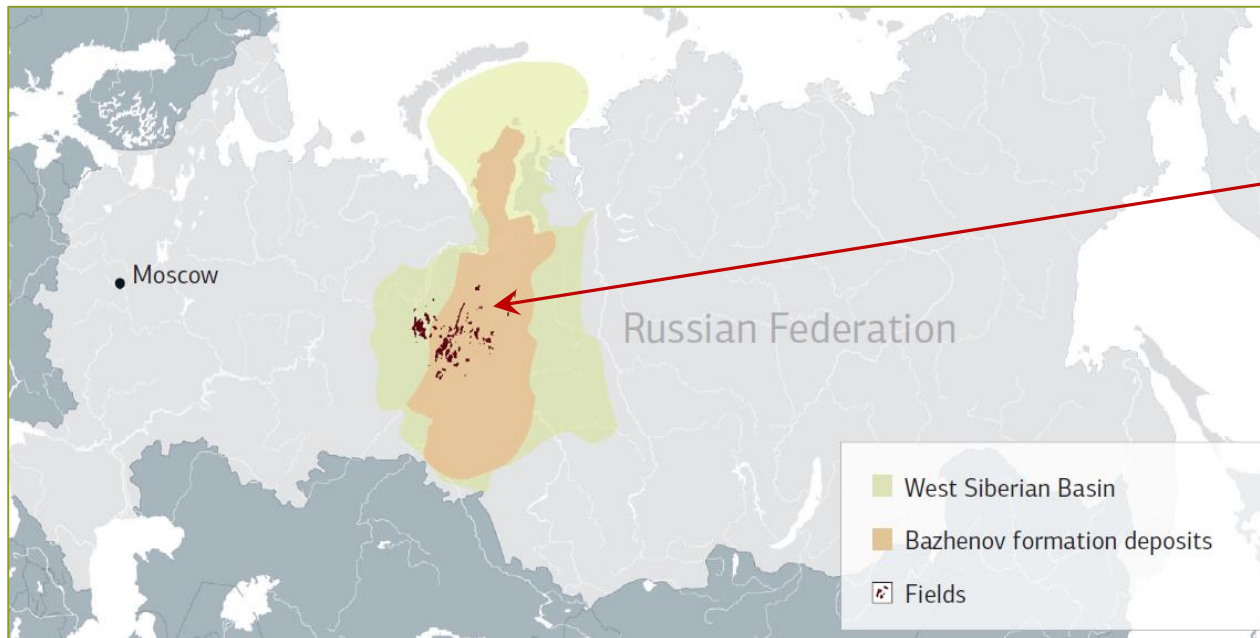 Moscow
Russian Federation
West Siberian Basin
Bazhenov formation deposits
Fields